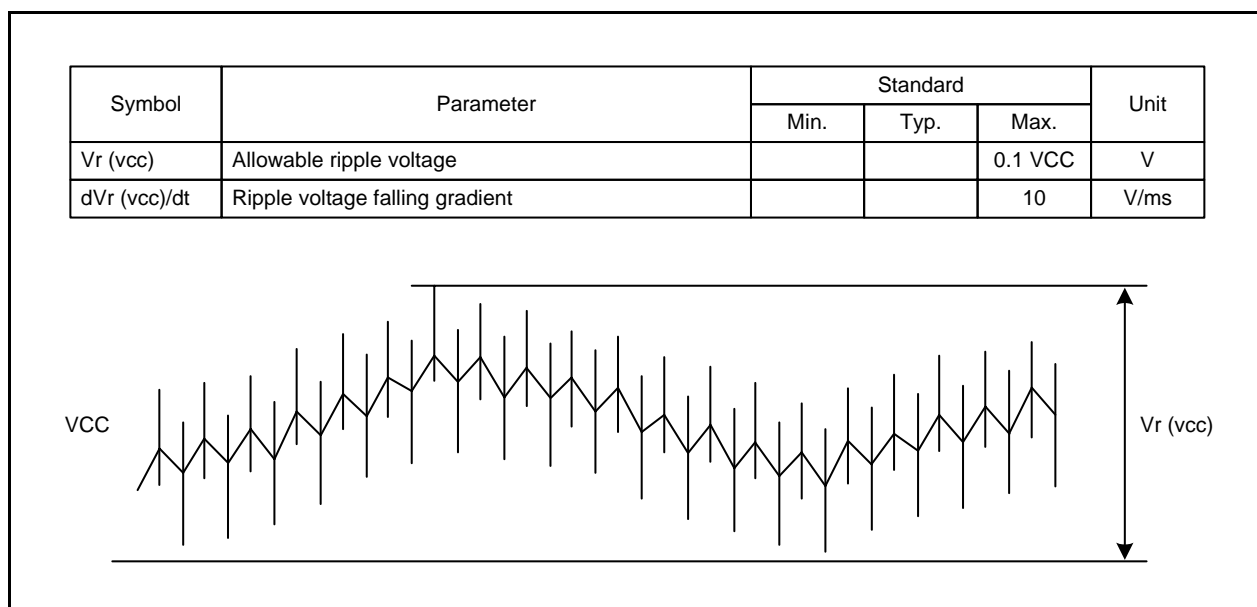 Symbol Parameter Standard Unit
Min. Typ. Max.
Vr (vcc) Allowable ripple voltage 0.1 VCC V
dVr (vcc)/dt Ripple voltage falling gradient 10 V/ms
VCC
Vr (vcc)